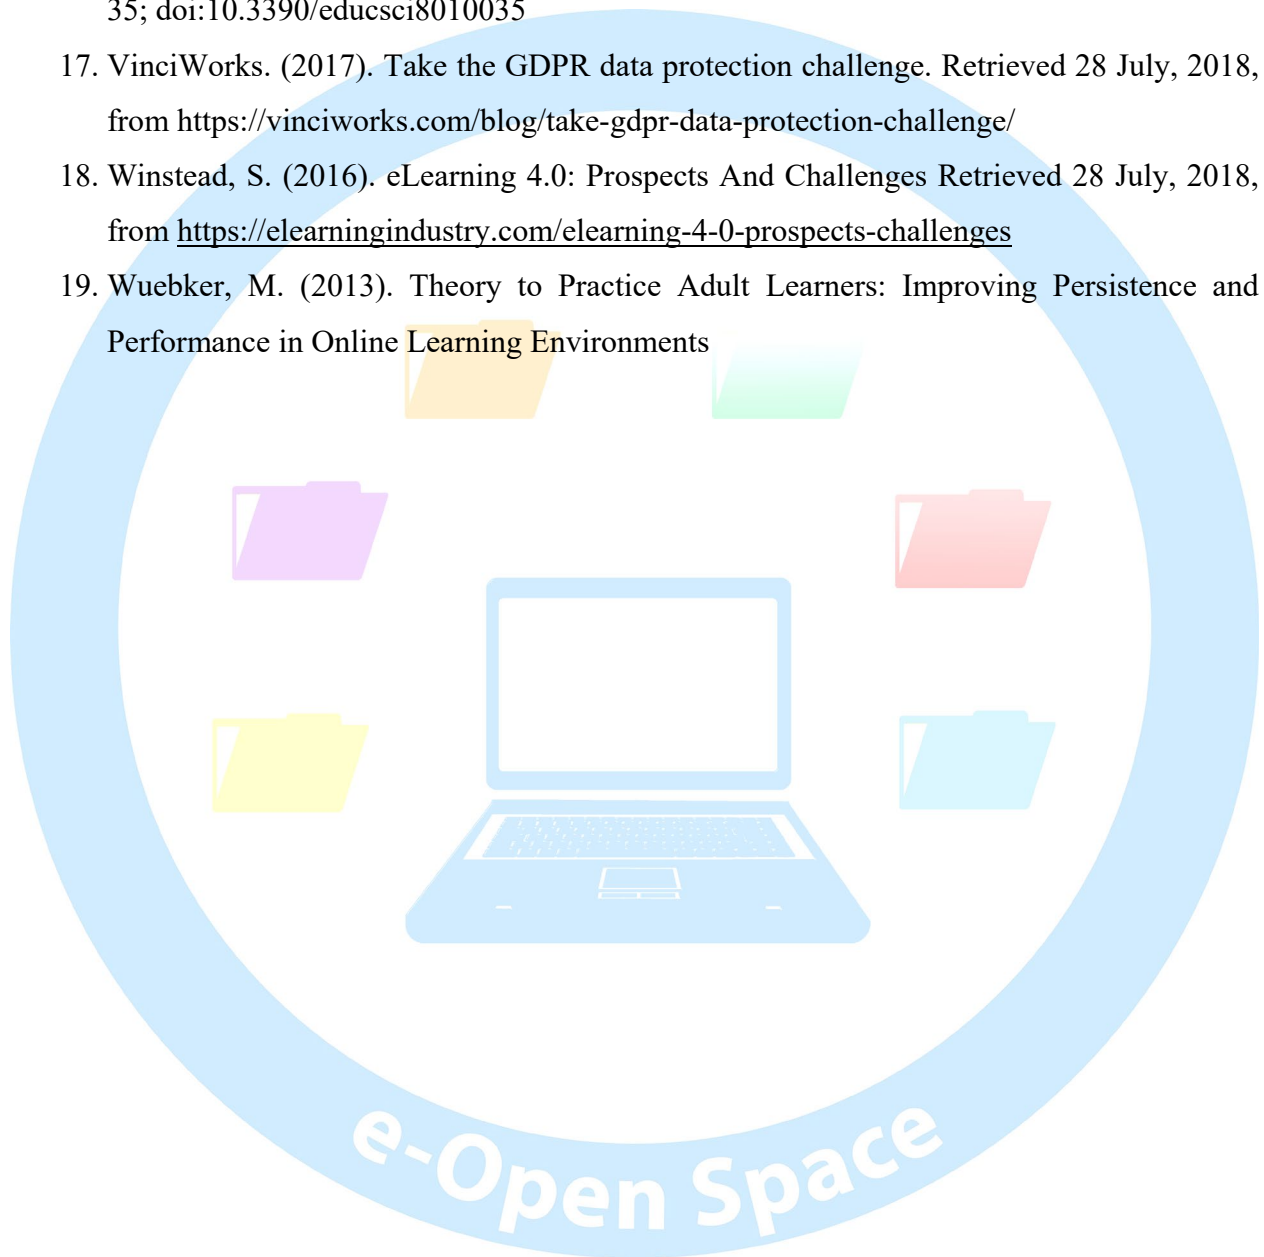 35; doi:10.3390/educsci8010035
17. VinciWorks. (2017). Take the GDPR data protection challenge. Retrieved 28 July, 2018,
from https://vinciworks.com/blog/take-gdpr-data-protection-challenge/
18. Winstead, S. (2016). eLearning 4.0: Prospects And Challenges Retrieved 28 July, 2018,
from https://elearningindustry.com/elearning-4-0-prospects-challenges
19. Wuebker, M. (2013). Theory to Practice Adult Learners: Improving Persistence and
Performance in Online Learning Environments
e-Open Space